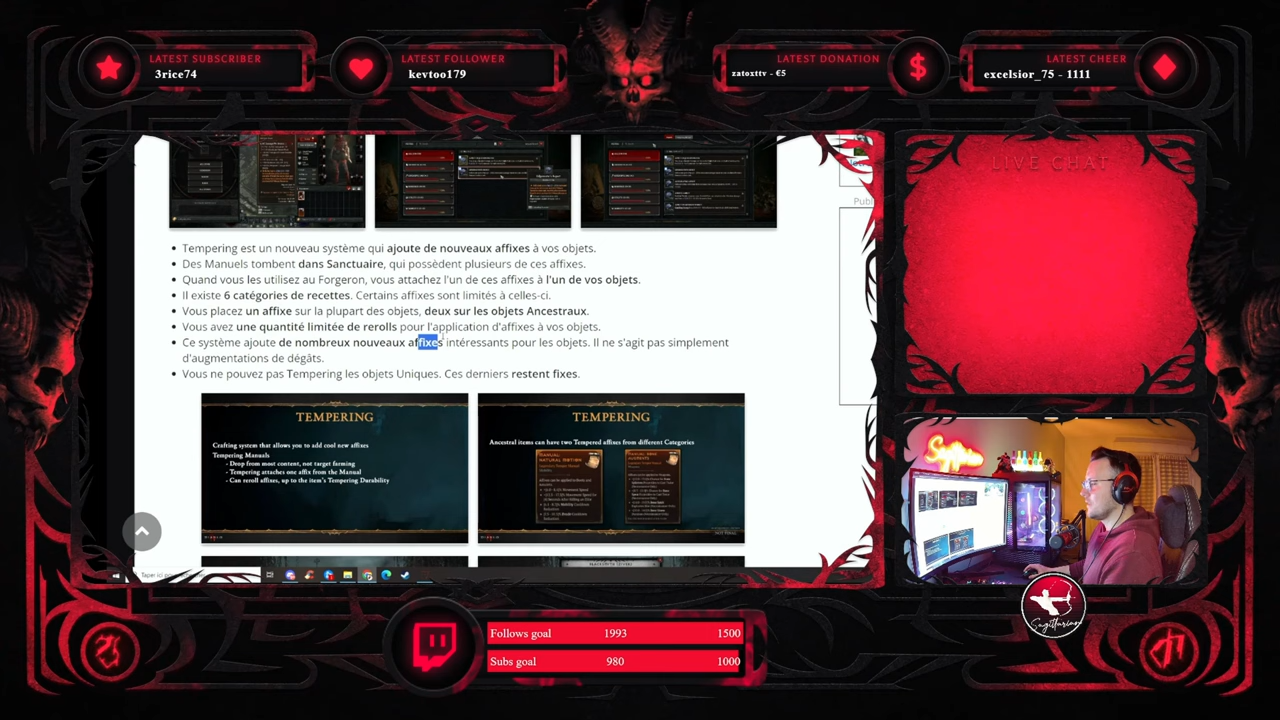 LATEST SUBSCRIBER
3rice74
LATEST FOLLOWER
kevtoo179
LATEST DONATION
zatoxttv - €5
LATEST CHEER
excelsior_75 - 1111
LIVE CHAT
Publ
Tempering est un nouveau système qui ajoute de nouveaux affixes à vos objets.
Des Manuels tombent dans Sanctuaire, qui possèdent plusieurs de ces affixes.
Quand vous les utilisez au Forgeron, vous attachez l'un de ces affixes à l'un de vos objets.
Il existe 6 catégories de recettes. Certains affixes sont limités à celles-ci.
Vous placez un affixe sur la plupart des objets, deux sur les objets Ancestraux.
Vous avez une quantité limitée de rerolls pour l'application d'affixes à vos objets.
Ce système ajoute de nombreux nouveaux affixes intéressants pour les objets. Il ne s'agit pas simplement
d'augmentations de dégâts.
Vous ne pouvez pas Tempering les objets Uniques. Ces derniers restent fixes.
TEMPERING
Crafting system that allows you to add cool new affixes
Tempering Manuals
- Drop from most content, not target farming
- Tempering attaches one affix from the Manual
- Can reroll affixes, up to the item's Tempering Durability
TEMPERING
Ancestral items can have two Tempered affixes from different Categories
MANUAL:
NATURAL MOTION
Tapez ici
Sagittarium
Follows goal 1993 1500
Subs goal 980 1000